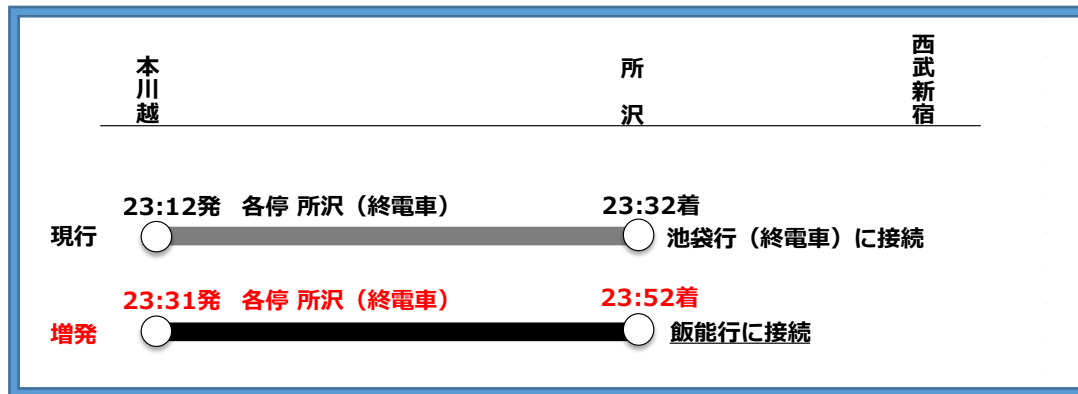 本川越
所沢
西武新宿
23:12発 各停 所沢（終電車）
23:32着
現行
池袋行（終電車）に接続
23:31発 各停 所沢（終電車）
23:52着
増発
飯能行に接続